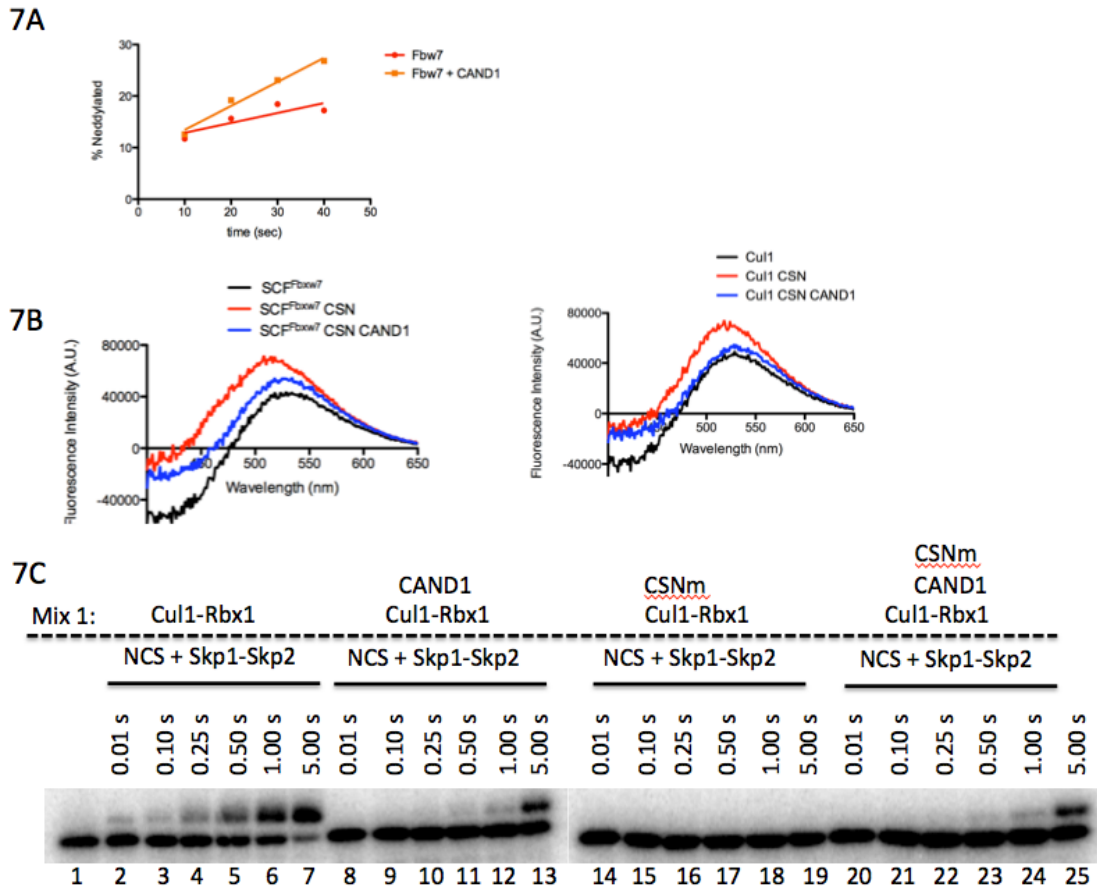 7A
30
20
10
0
% Neddylated
0 10 20 30 40 50
time (sec)
Fbw7
Fbw7 + CAND1
7B
SCFFbxw7
SCFFbxw7 CSN
SCFFbxw7 CSN CAND1
80000
40000
0
-40000
Fluorescence Intensity (A.U.)
500 550 600 650
Wavelength (nm)
Cul1
Cul1 CSN
Cul1 CSN CAND1
80000
40000
0
-40000
Fluorescence Intensity (A.U.)
500 550 600 650
Wavelength (nm)
7C
CSNm
CAND1 CSNm CAND1
Mix 1: Cul1-Rbx1 Cul1-Rbx1 Cul1-Rbx1 Cul1-Rbx1
NCS + Skp1-Skp2 NCS + Skp1-Skp2 NCS + Skp1-Skp2 NCS + Skp1-Skp2
0.01 s 0.10 s 0.25 s 0.50 s 1.00 s 5.00 s 0.01 s 0.10 s 0.25 s 0.50 s 1.00 s 5.00 s 0.01 s 0.10 s 0.25 s 0.50 s 1.00 s 5.00 s 0.01 s 0.10 s 0.25 s 0.50 s 1.00 s 5.00 s
1 2 3 4 5 6 7 8 9 10 11 12 13 14 15 16 17 18 19 20 21 22 23 24 25